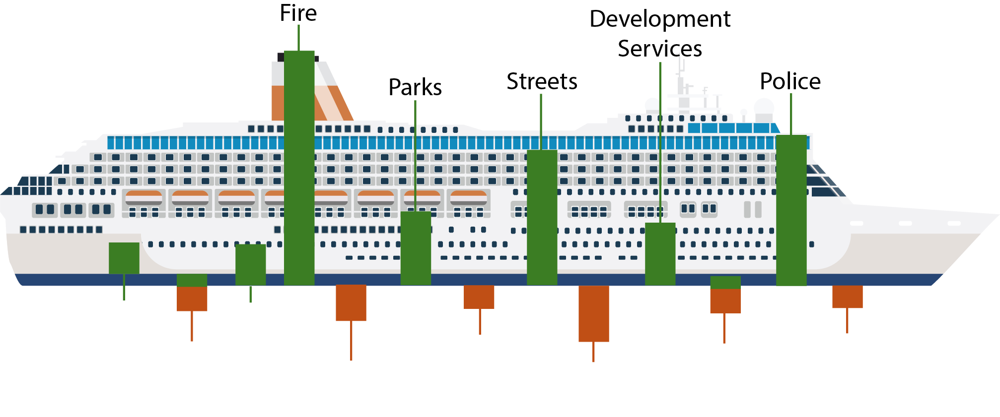 Fire
Parks
Streets
Development
Services
Police